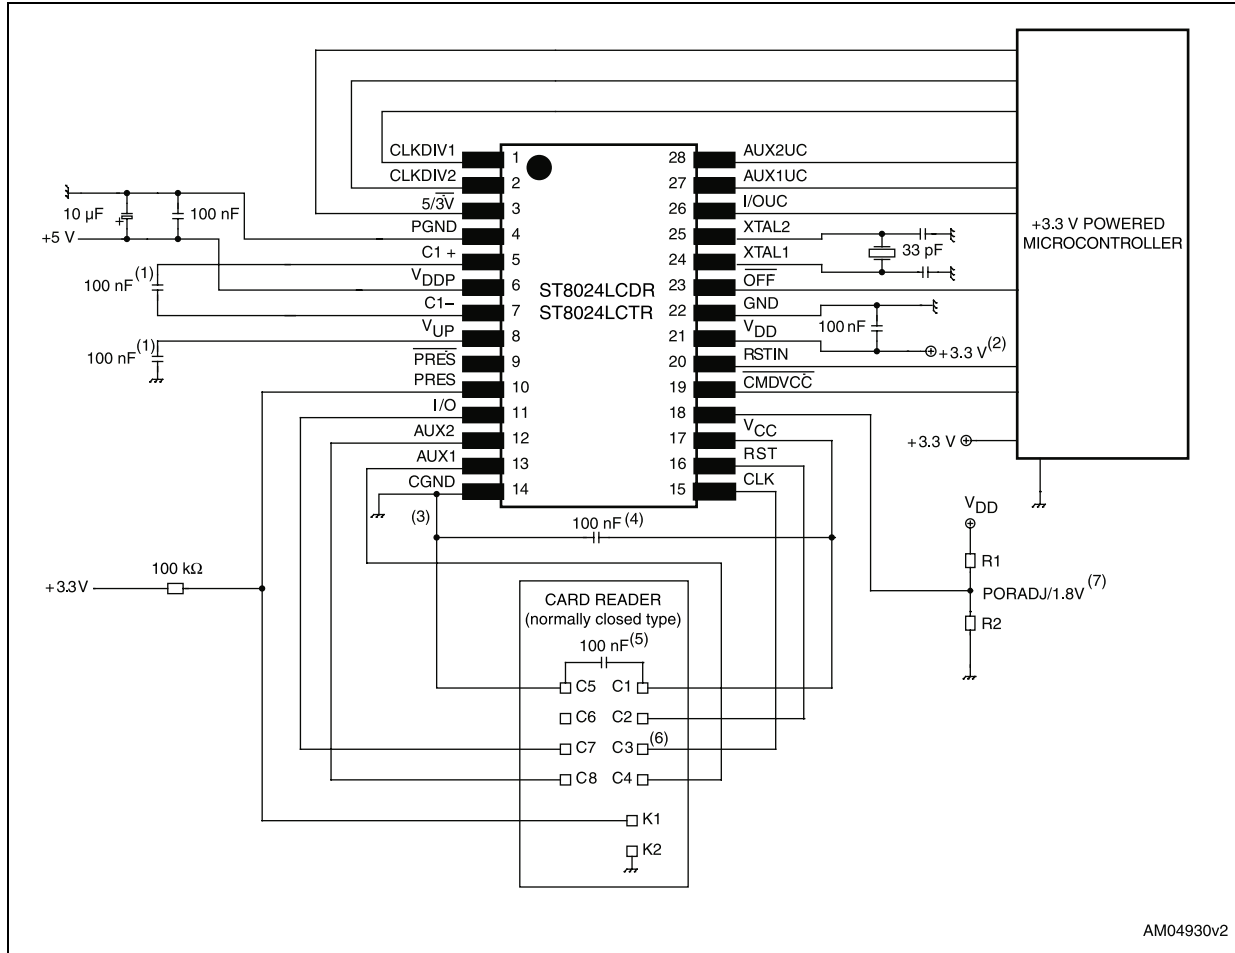 CLKDIV1
CLKDIV2
5/3V
PGND
C1 +
VDDP
C1–
VUP
PRES
PRES
I/O
AUX2
AUX1
CGND
1
2
3
4
5
6
7
8
9
10
11
12
13
14
ST8024LCDR
ST8024LCTR
28
27
26
25
24
23
22
21
20
19
18
17
16
15
AUX2UC
AUX1UC
I/OUC
XTAL2
XTAL1
OFF
GND
VDD
RSTIN
CMDVCC
VCC
RST
CLK
10 µF
100 nF
+5 V
100 nF(1)
100 nF(1)
33 pF
100 nF
+3.3 V(2)
+3.3 V POWERED
MICROCONTROLLER
+3.3 V
(3)
100 nF(4)
VDD
R1
PORADJ/1.8V(7)
R2
+3.3V
100 kΩ
CARD READER
(normally closed type)
100 nF(5)
C5 C1
C6 C2
C7 C3(6)
C8 C4
K1
K2
AM04930v2